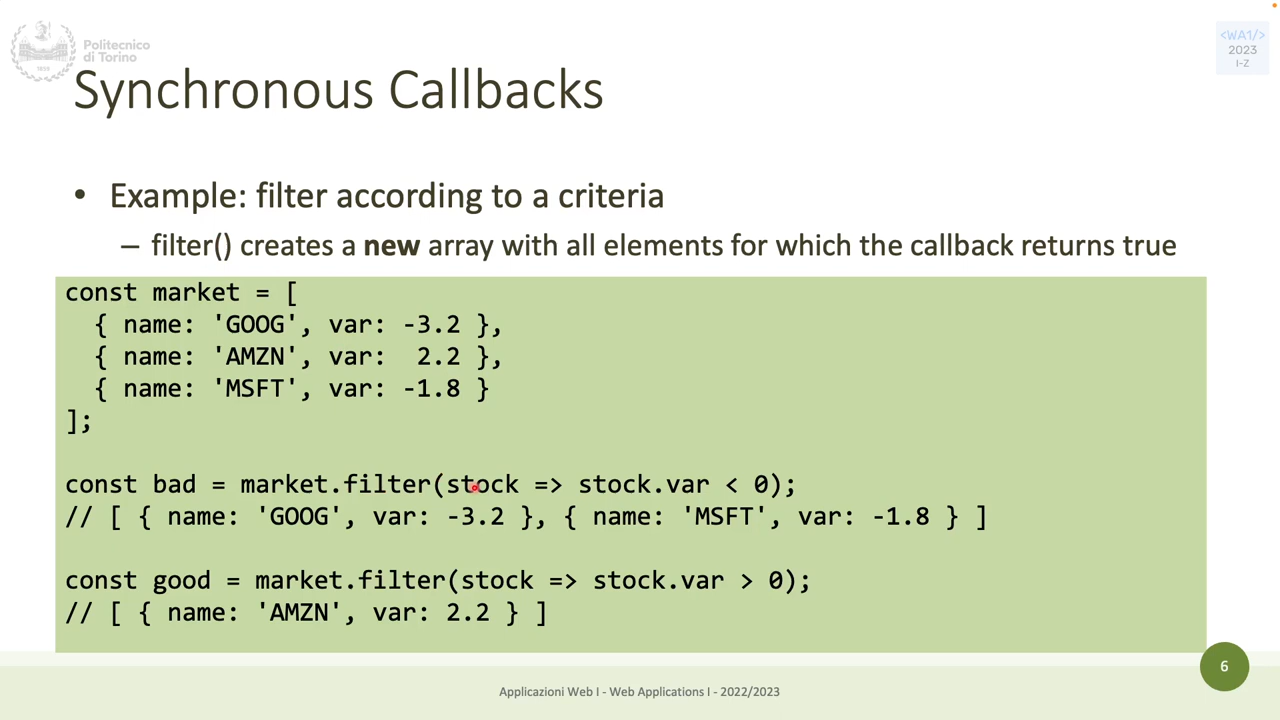 Politecnico
di Torino
1859
<WA1/>
2023
I-Z
Synchronous Callbacks
• Example: filter according to a criteria
– filter() creates a new array with all elements for which the callback returns true
const market = [
  { name: 'GOOG', var: -3.2 },
  { name: 'AMZN', var:  2.2 },
  { name: 'MSFT', var: -1.8 }
];
const bad = market.filter(stock => stock.var < 0);
// [ { name: 'GOOG', var: -3.2 }, { name: 'MSFT', var: -1.8 } ]
const good = market.filter(stock => stock.var > 0);
// [ { name: 'AMZN', var: 2.2 } ]
6
Applicazioni Web I - Web Applications I - 2022/2023